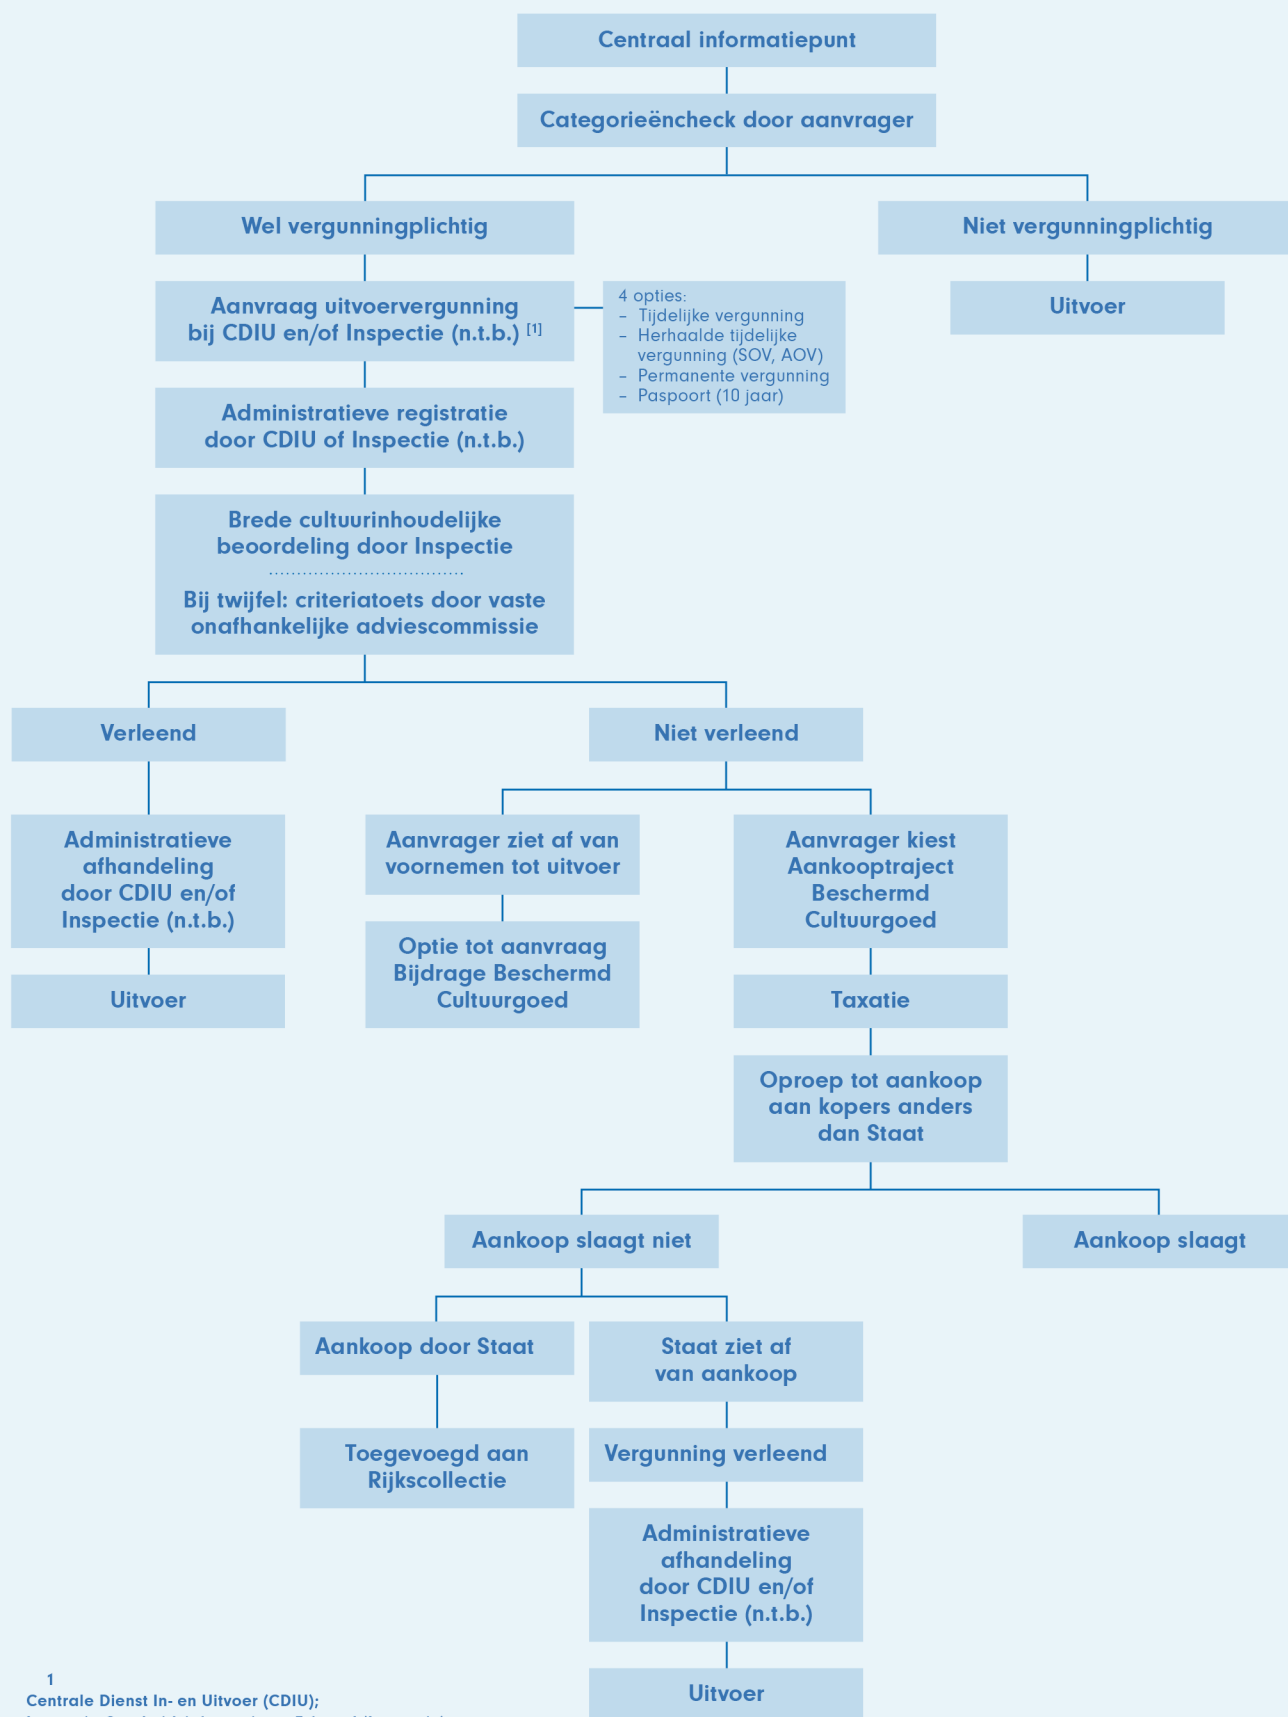 Centraal informatiepunt
Categorieëncheck door aanvrager
Wel vergunningplichtig
Niet vergunningplichtig
Aanvraag uitvoervergunning
bij CDIU en/of Inspectie (n.t.b.) [1]
4 opties:
– Tijdelijke vergunning
– Herhaalde tijdelijke
vergunning (SOV, AOV)
– Permanente vergunning
– Paspoort (10 jaar)
Uitvoer
Administratieve registratie
door CDIU of Inspectie (n.t.b.)
Brede cultuurinhoudelijke
beoordeling door Inspectie
Bij twijfel: criteriatoets door vaste
onafhankelijke adviescommissie
Verleend
Niet verleend
Administratieve
afhandeling
door CDIU en/of
Inspectie (n.t.b.)
Uitvoer
Aanvrager ziet af van
voornemen tot uitvoer
Optie tot aanvraag
Bijdrage Beschermd
Cultuurgoed
Aanvrager kiest
Aankooptraject
Beschermd
Cultuurgoed
Taxatie
Oproep tot aankoop
aan kopers anders
dan Staat
Aankoop slaagt niet
Aankoop slaagt
Aankoop door Staat
Toegevoegd aan
Rijkscollectie
Staat ziet af
van aankoop
Vergunning verleend
Administratieve
afhandeling
door CDIU en/of
Inspectie (n.t.b.)
Uitvoer
1
Centrale Dienst In- en Uitvoer (CDIU);